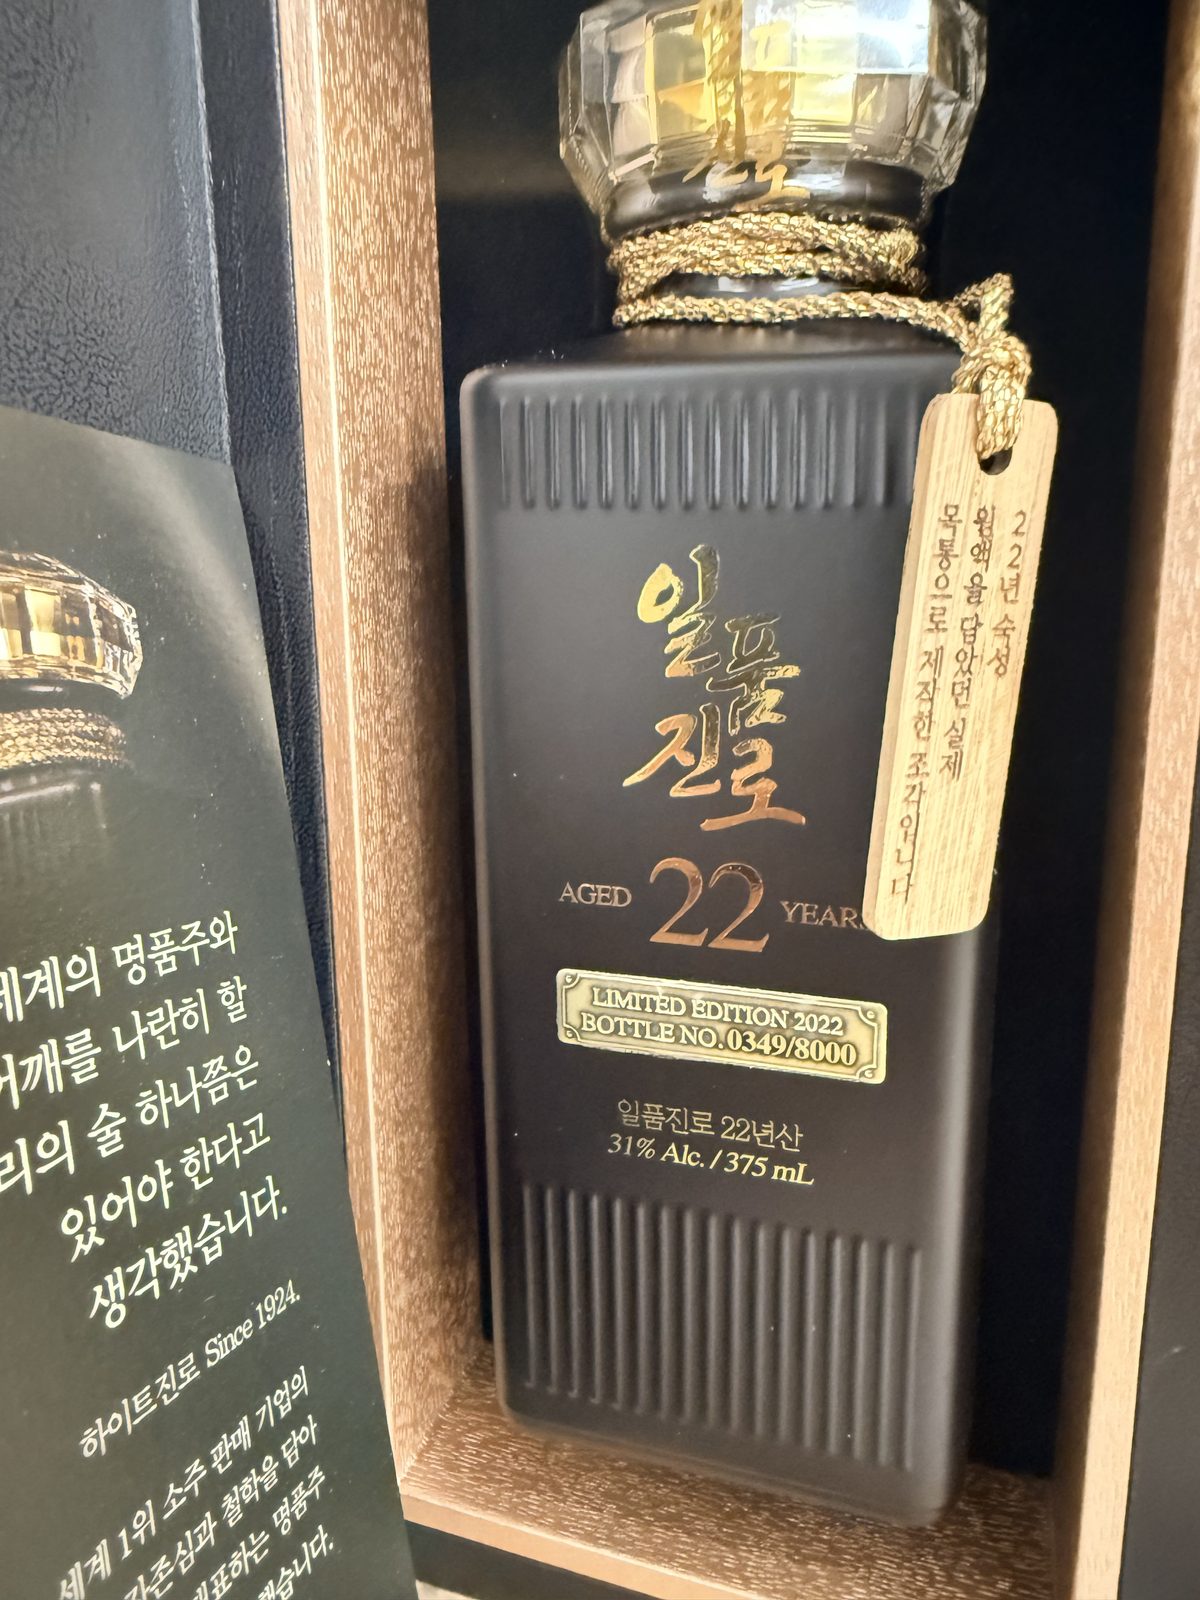 진로
일품
진로
AGED 22 YEARS
LIMITED EDITION 2022
BOTTLE NO. 0349/8000
일품진로 22년산
31% Alc. / 375 mL
22년 숙성
원액을 담았던 실제
목통으로 제작한 조각입니다
세계의 명품주와
어깨를 나란히 할
술 하나쯤은
있어야 한다고
생각했습니다.
하이트진로 Since 1924.
세계 1위 소주 판매 기업의
자존심과 철학을 담아
명품주